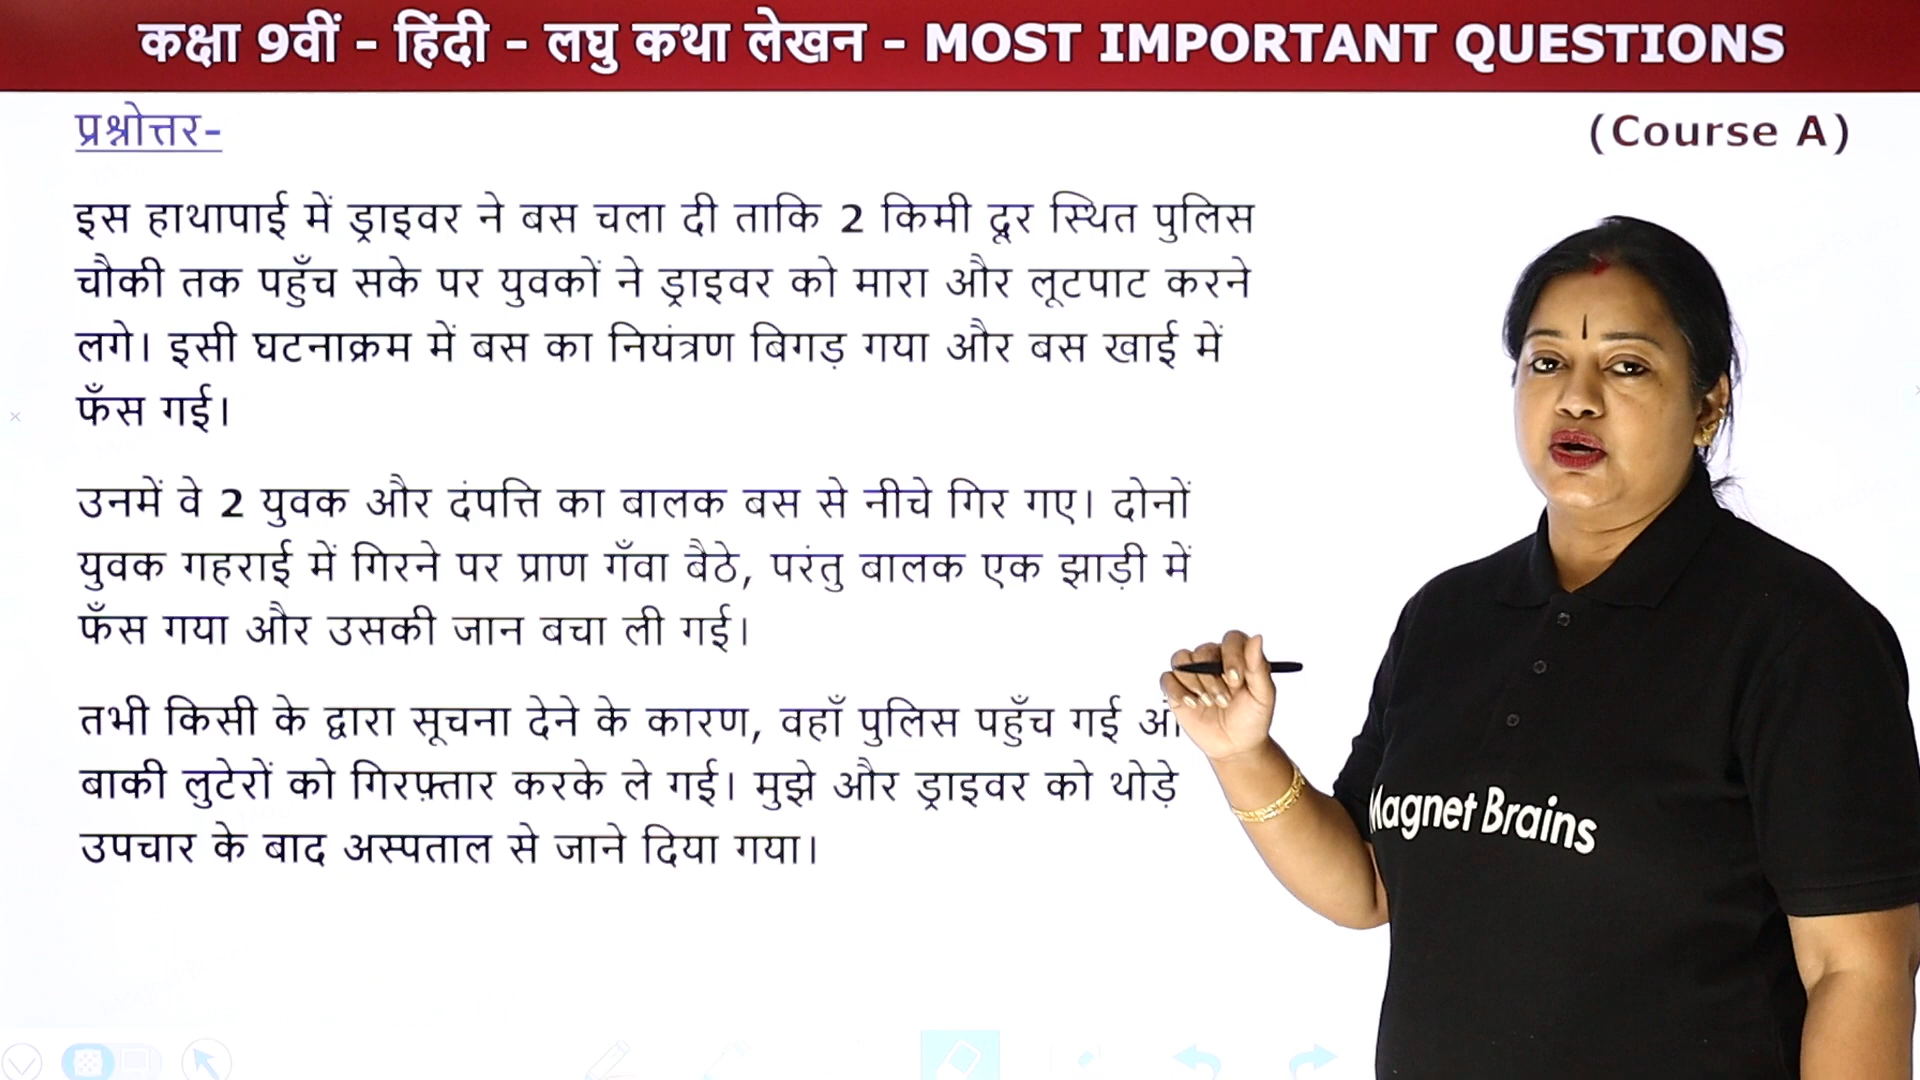 कक्षा 9वीं - हिंदी - लघु कथा लेखन - MOST IMPORTANT QUESTIONS
प्रश्नोत्तर-
(Course A)
इस हाथापाई में ड्राइवर ने बस चला दी ताकि 2 किमी दूर स्थित पुलिस
चौकी तक पहुँच सके पर युवकों ने ड्राइवर को मारा और लूटपाट करने
लगे। इसी घटनाक्रम में बस का नियंत्रण बिगड़ गया और बस खाई में
फँस गई।
उनमें वे 2 युवक और दंपत्ति का बालक बस से नीचे गिर गए। दोनों
युवक गहराई में गिरने पर प्राण गँवा बैठे, परंतु बालक एक झाड़ी में
फँस गया और उसकी जान बचा ली गई।
तभी किसी के द्वारा सूचना देने के कारण, वहाँ पुलिस पहुँच गई
बाकी लुटेरों को गिरफ़्तार करके ले गई। मुझे और ड्राइवर को थोड़े
उपचार के बाद अस्पताल से जाने दिया गया।
Magnet Brains